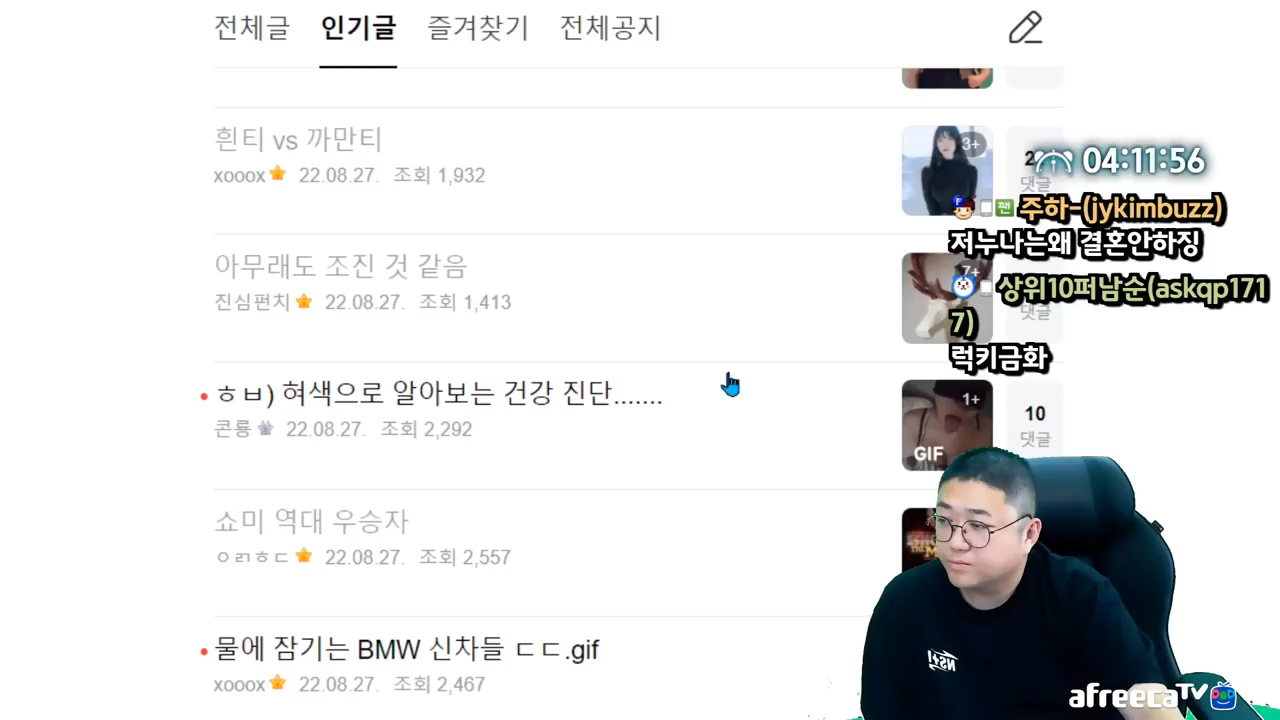 전체글 인기글 즐겨찾기 전체공지
흰티 vs 까만티
xooox 22.08.27. 조회 1,932
3+
댓글
04:11:56
팬 주하-(jykimbuzz)
저누나는왜 결혼안하징
아무래도 조진 것 같음
진심펀치 22.08.27. 조회 1,413
7+
댓글
상위10퍼남순(askqp171
7)
럭키금화
ㅎㅂ) 혀색으로 알아보는 건강 진단.......
콘룡 22.08.27. 조회 2,292
1+
GIF
10
댓글
쇼미 역대 우승자
ㅇㄹㅎㄷ 22.08.27. 조회 2,557
물에 잠기는 BMW 신차들 ㄷㄷ.gif
xooox 22.08.27. 조회 2,467
afreecaTV